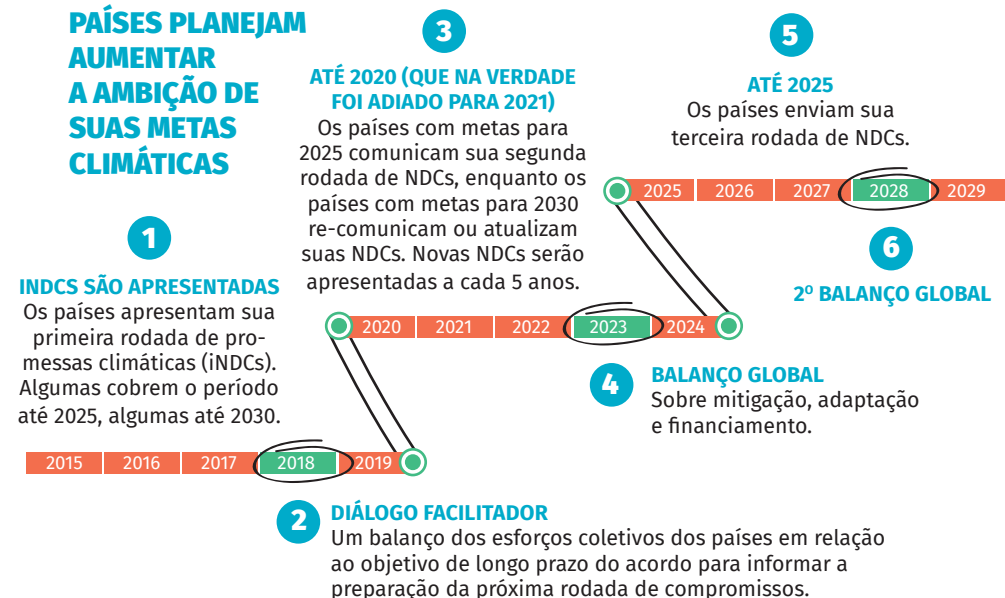 PAÍSES PLANEJAM
AUMENTAR
A AMBIÇÃO DE
SUAS METAS
CLIMÁTICAS
1
INDCS SÃO APRESENTADAS
Os países apresentam sua
primeira rodada de pro-
messas climáticas (iNDCs).
Algumas cobrem o período
até 2025, algumas até 2030.
2015 2016 2017 2018 2019
2
DIÁLOGO FACILITADOR
Um balanço dos esforços coletivos dos países em relação
ao objetivo de longo prazo do acordo para informar a
preparação da próxima rodada de compromissos.
3
ATÉ 2020 (QUE NA VERDADE
FOI ADIADO PARA 2021)
Os países com metas para
2025 comunicam sua segunda
rodada de NDCs, enquanto os
países com metas para 2030
re-comunicam ou atualizam
suas NDCs. Novas NDCs serão
apresentadas a cada 5 anos.
2020 2021 2022 2023 2024
4
BALANÇO GLOBAL
Sobre mitigação, adaptação
e financiamento.
5
ATÉ 2025
Os países enviam sua
terceira rodada de NDCs.
2025 2026 2027 2028 2029
6
2º BALANÇO GLOBAL